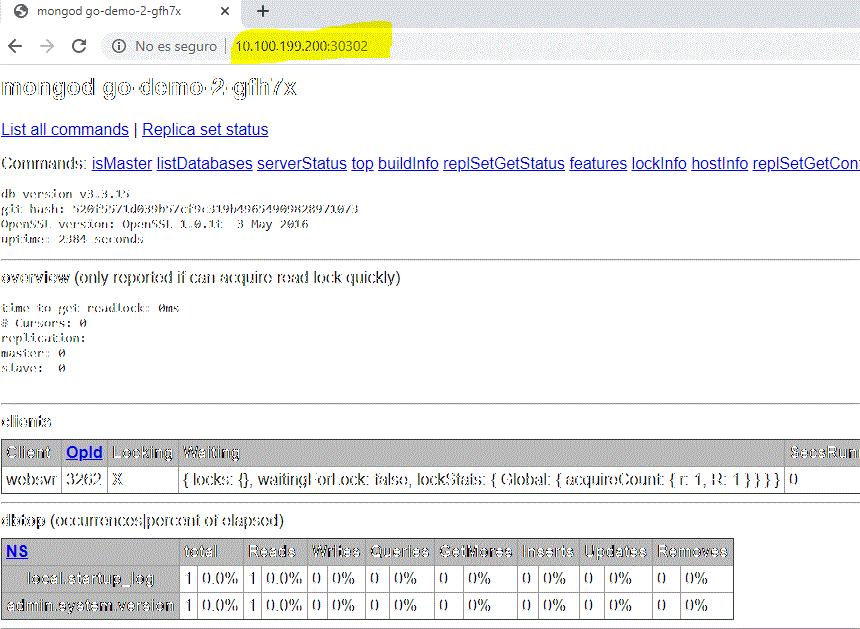 mongod go-demo-2-gfh7x
No es seguro | 10.100.199.200:30302
mongod go-demo-2-gfh7x
List all commands | Replica set status
Commands: isMaster listDatabases serverStatus top buildInfo replSetGetStatus features lockInfo hostInfo replSetGetConf
db version v3.3.15
git hash:
OpenSSL version: OpenSSL 1.0.1t 3 May 2016
uptime: 2384 seconds
overview (only reported if can acquire read lock quickly)
time to get readlock: 0ms
# Cursors: 0
replication:
master: 0
slave: 0
clients
Client OpId Locking Waiting SecsRun
websvr 3262 X { locks: {}, waitingForLock: false, lockStats: { Global: { acquireCount: { r: 1, R: 1 } } } } 0
dbtop (occurrences|percent of elapsed)
NS total Reads Writes Queries GetMores Inserts Updates Removes
local.startup_log 1 0.0% 1 0.0% 0 0% 0 0% 0 0% 0 0% 0 0% 0 0%
admin.system.version 1 0.0% 1 0.0% 0 0% 0 0% 0 0% 0 0% 0 0% 0 0%